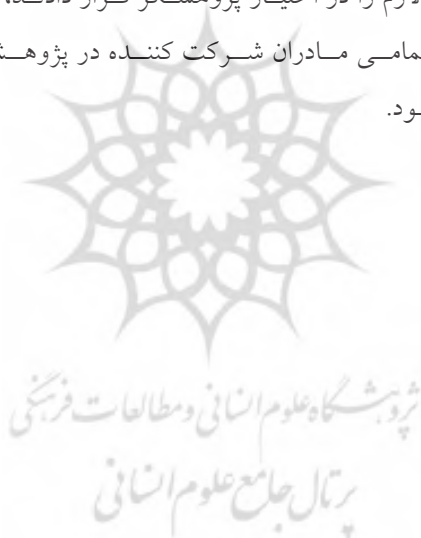 لازم را در اختیار پژوهشگر قرار دادند،
تمامی مادران شرکت کننده در پژوهش
ود.
پژوهشگاه علوم انسانی و مطالعات فرهنگی
پرتال جامع علوم انسانی